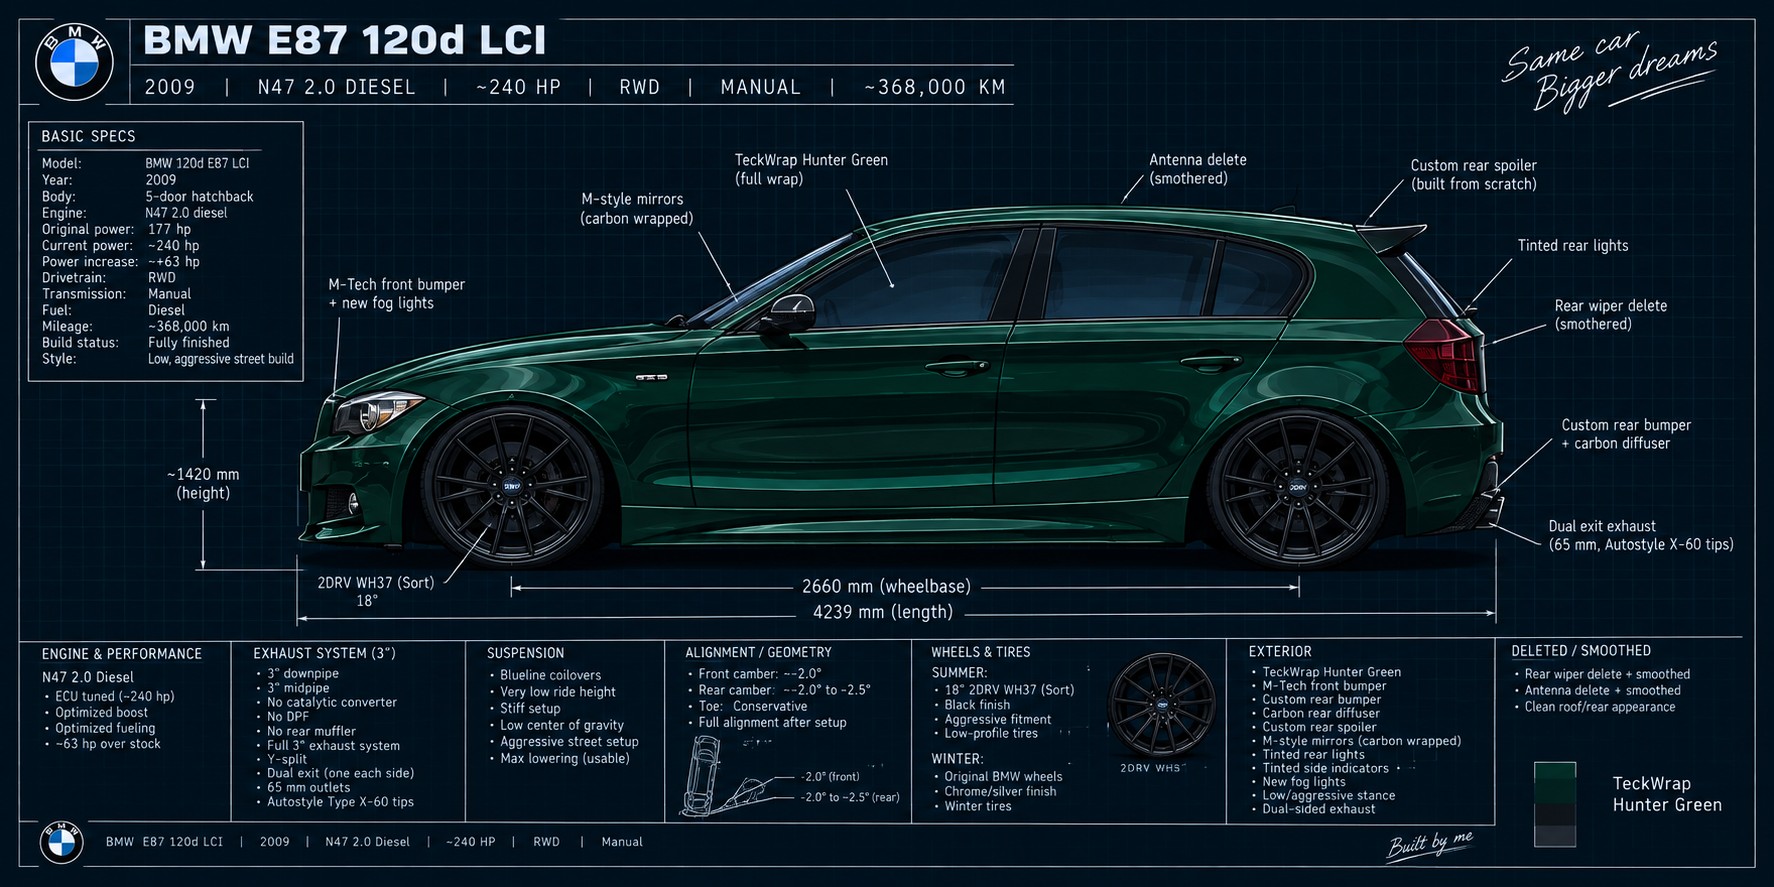 BMW
BMW E87 120d LCI
2009 | N47 2.0 DIESEL | ~240 HP | RWD | MANUAL | ~368,000 KM
Same car
Bigger dreams
BASIC SPECS
Model: BMW 120d E87 LCI
Year: 2009
Body: 5-door hatchback
Engine: N47 2.0 diesel
Original power: 177 hp
Current power: ~240 hp
Power increase: ~+63 hp
Drivetrain: RWD
Transmission: Manual
Fuel: Diesel
Mileage: ~368,000 km
Build status: Fully finished
Style: Low, aggressive street build
M-Tech front bumper
+ new fog lights
M-style mirrors
(carbon wrapped)
TeckWrap Hunter Green
(full wrap)
Antenna delete
(smothered)
Custom rear spoiler
(built from scratch)
Tinted rear lights
Rear wiper delete
(smothered)
Custom rear bumper
+ carbon diffuser
Dual exit exhaust
(65 mm, Autostyle X-60 tips)
~1420 mm
(height)
2DRV WH37 (Sort)
18"
2660 mm (wheelbase)
4239 mm (length)
ENGINE & PERFORMANCE
N47 2.0 Diesel
• ECU tuned (~240 hp)
• Optimized boost
• Optimized fueling
• ~63 hp over stock
EXHAUST SYSTEM (3")
• 3" downpipe
• 3" midpipe
• No catalytic converter
• No DPF
• No rear muffler
• Full 3" exhaust system
• Y-split
• Dual exit (one each side)
• 65 mm outlets
• Autostyle Type X-60 tips
SUSPENSION
• Blueline coilovers
• Very low ride height
• Stiff setup
• Low center of gravity
• Aggressive street setup
• Max lowering (usable)
ALIGNMENT / GEOMETRY
• Front camber: ~-2.0°
• Rear camber: ~-2.0° to -2.5°
• Toe: Conservative
• Full alignment after setup
-2.0° (front)
-2.0° to -2.5° (rear)
WHEELS & TIRES
SUMMER:
• 18" 2DRV WH37 (Sort)
• Black finish
• Aggressive fitment
• Low-profile tires
WINTER:
• Original BMW wheels
• Chrome/silver finish
• Winter tires
2DRV
EXTERIOR
• TeckWrap Hunter Green
• M-Tech front bumper
• Custom rear bumper
• Carbon rear diffuser
• Custom rear spoiler
• M-style mirrors (carbon wrapped)
• Tinted rear lights
• Tinted side indicators
• New fog lights
• Low/aggressive stance
• Dual-sided exhaust
DELETED / SMOOTHED
• Rear wiper delete + smoothed
• Antenna delete + smoothed
• Clean roof/rear appearance
TeckWrap
Hunter Green
BMW
BMW E87 120d LCI | 2009 | N47 2.0 Diesel | ~240 HP | RWD | Manual
Built by me